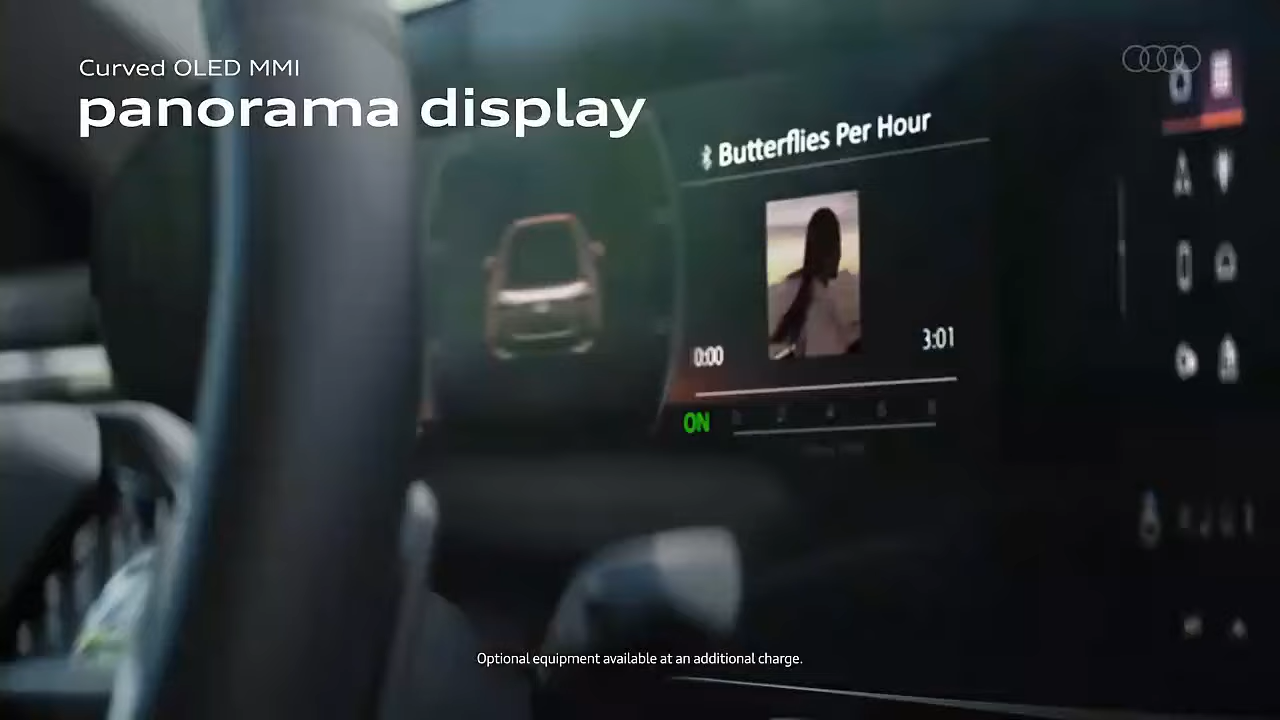 Curved OLED MMI
panorama display
Butterflies Per Hour
0:00
3:01
ON
Optional equipment available at an additional charge.